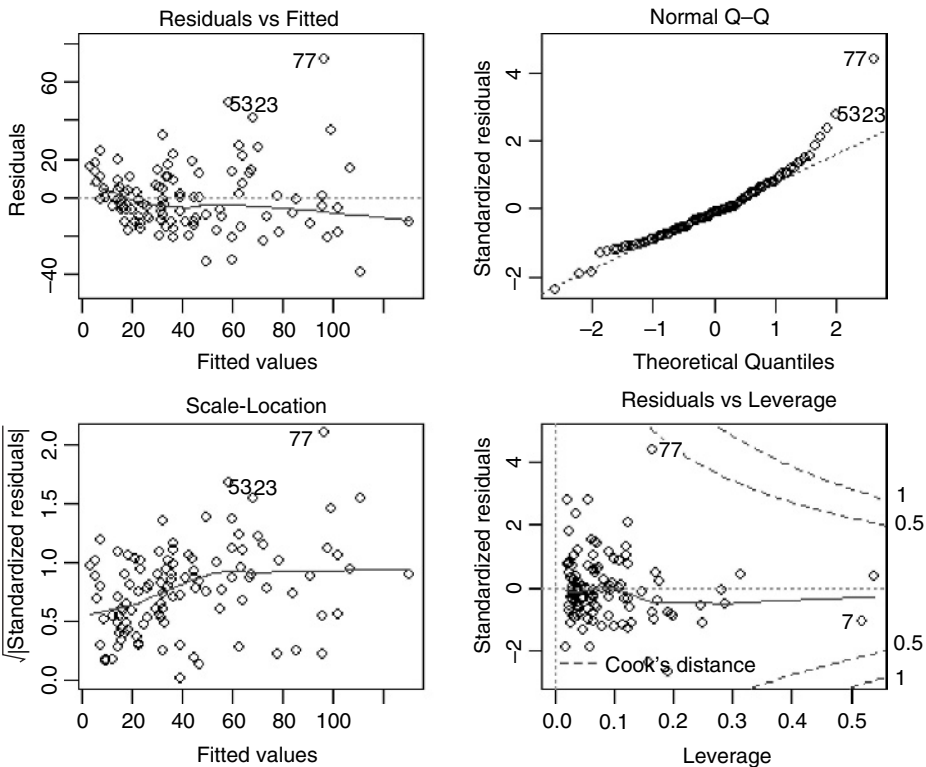 Residuals vs Fitted
Residuals
60
20
0
−40
77
5323
0 20 40 60 80 100
Fitted values
Normal Q–Q
Standardized residuals
4
2
0
−2
77
5323
−2 −1 0 1 2
Theoretical Quantiles
Scale-Location
√|Standardized residuals|
2.0
1.5
1.0
0.5
0.0
77
5323
0 20 40 60 80 100
Fitted values
Residuals vs Leverage
Standardized residuals
4
2
0
−2
77
7
1
0.5
0.5
1
Cook's distance
0.0 0.1 0.2 0.3 0.4 0.5
Leverage